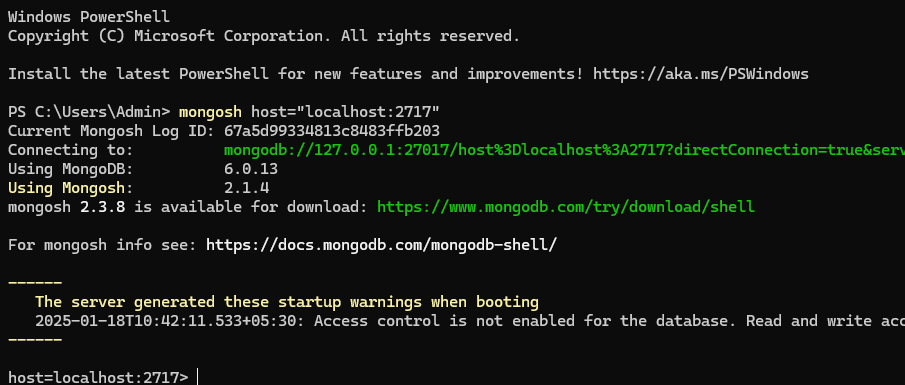 Windows PowerShell
Copyright (C) Microsoft Corporation. All rights reserved.
Install the latest PowerShell for new features and improvements! https://aka.ms/PSWindows
PS C:\Users\Admin> mongosh host="localhost:2717"
Current Mongosh Log ID: 67a5d99334813c8483ffb203
Connecting to: mongodb://127.0.0.1:27017/host%3Dlocalhost%3A2717?directConnection=true&serv
Using MongoDB: 6.0.13
Using Mongosh: 2.1.4
mongosh 2.3.8 is available for download: https://www.mongodb.com/try/download/shell
For mongosh info see: https://docs.mongodb.com/mongodb-shell/
------
The server generated these startup warnings when booting
2025-01-18T10:42:11.533+05:30: Access control is not enabled for the database. Read and write acc
------
host=localhost:2717>